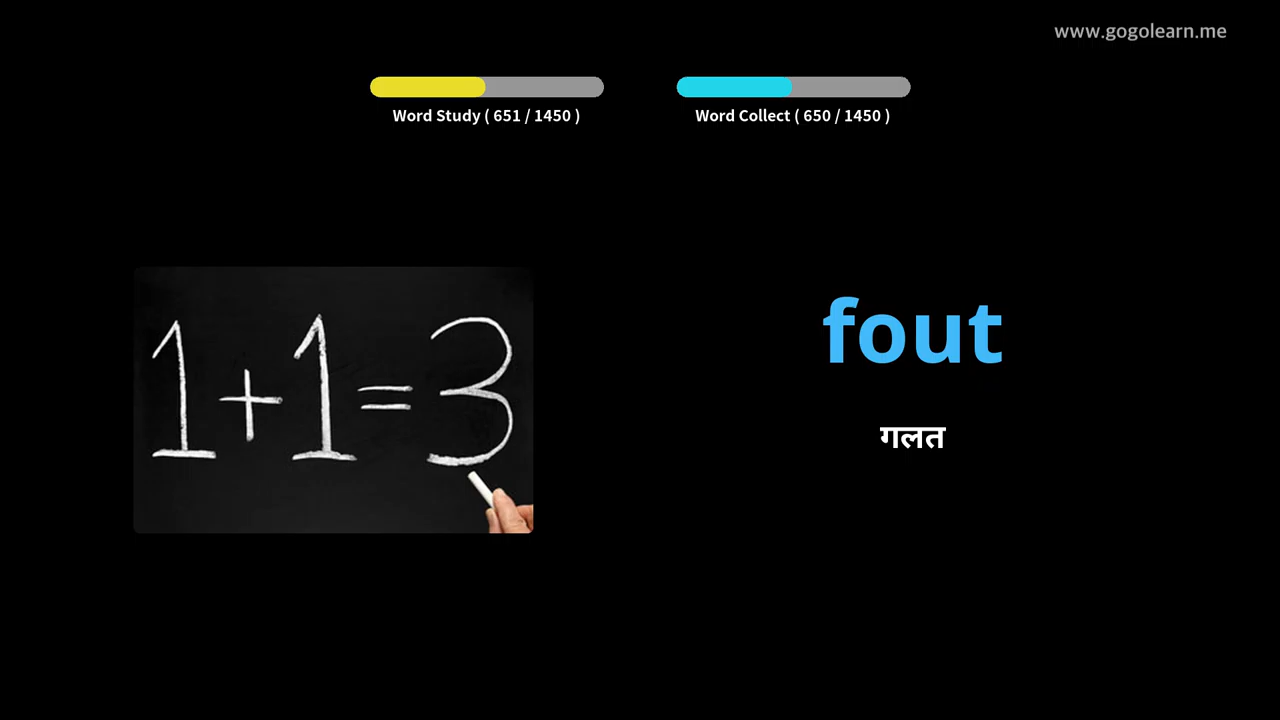 www.gogolearn.me
Word Study ( 651 / 1450 )
Word Collect ( 650 / 1450 )
1+1=3
fout
गलत